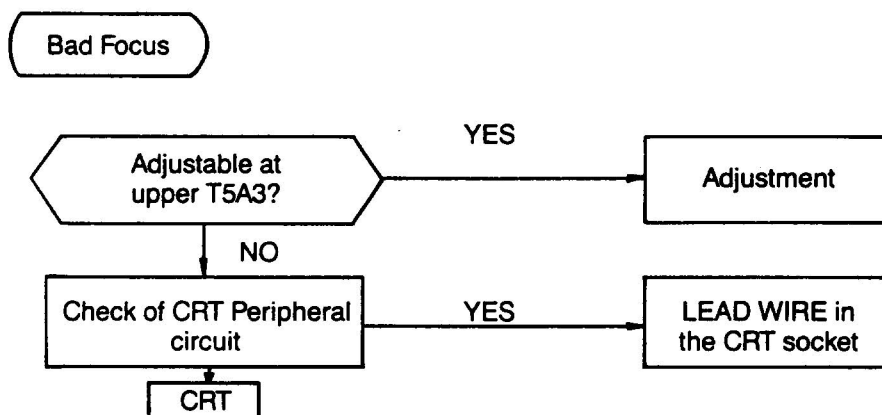 Bad Focus
YES
Adjustable at
upper T5A3?
Adjustment
NO
Check of CRT Peripheral
circuit
YES
LEAD WIRE in
the CRT socket
CRT